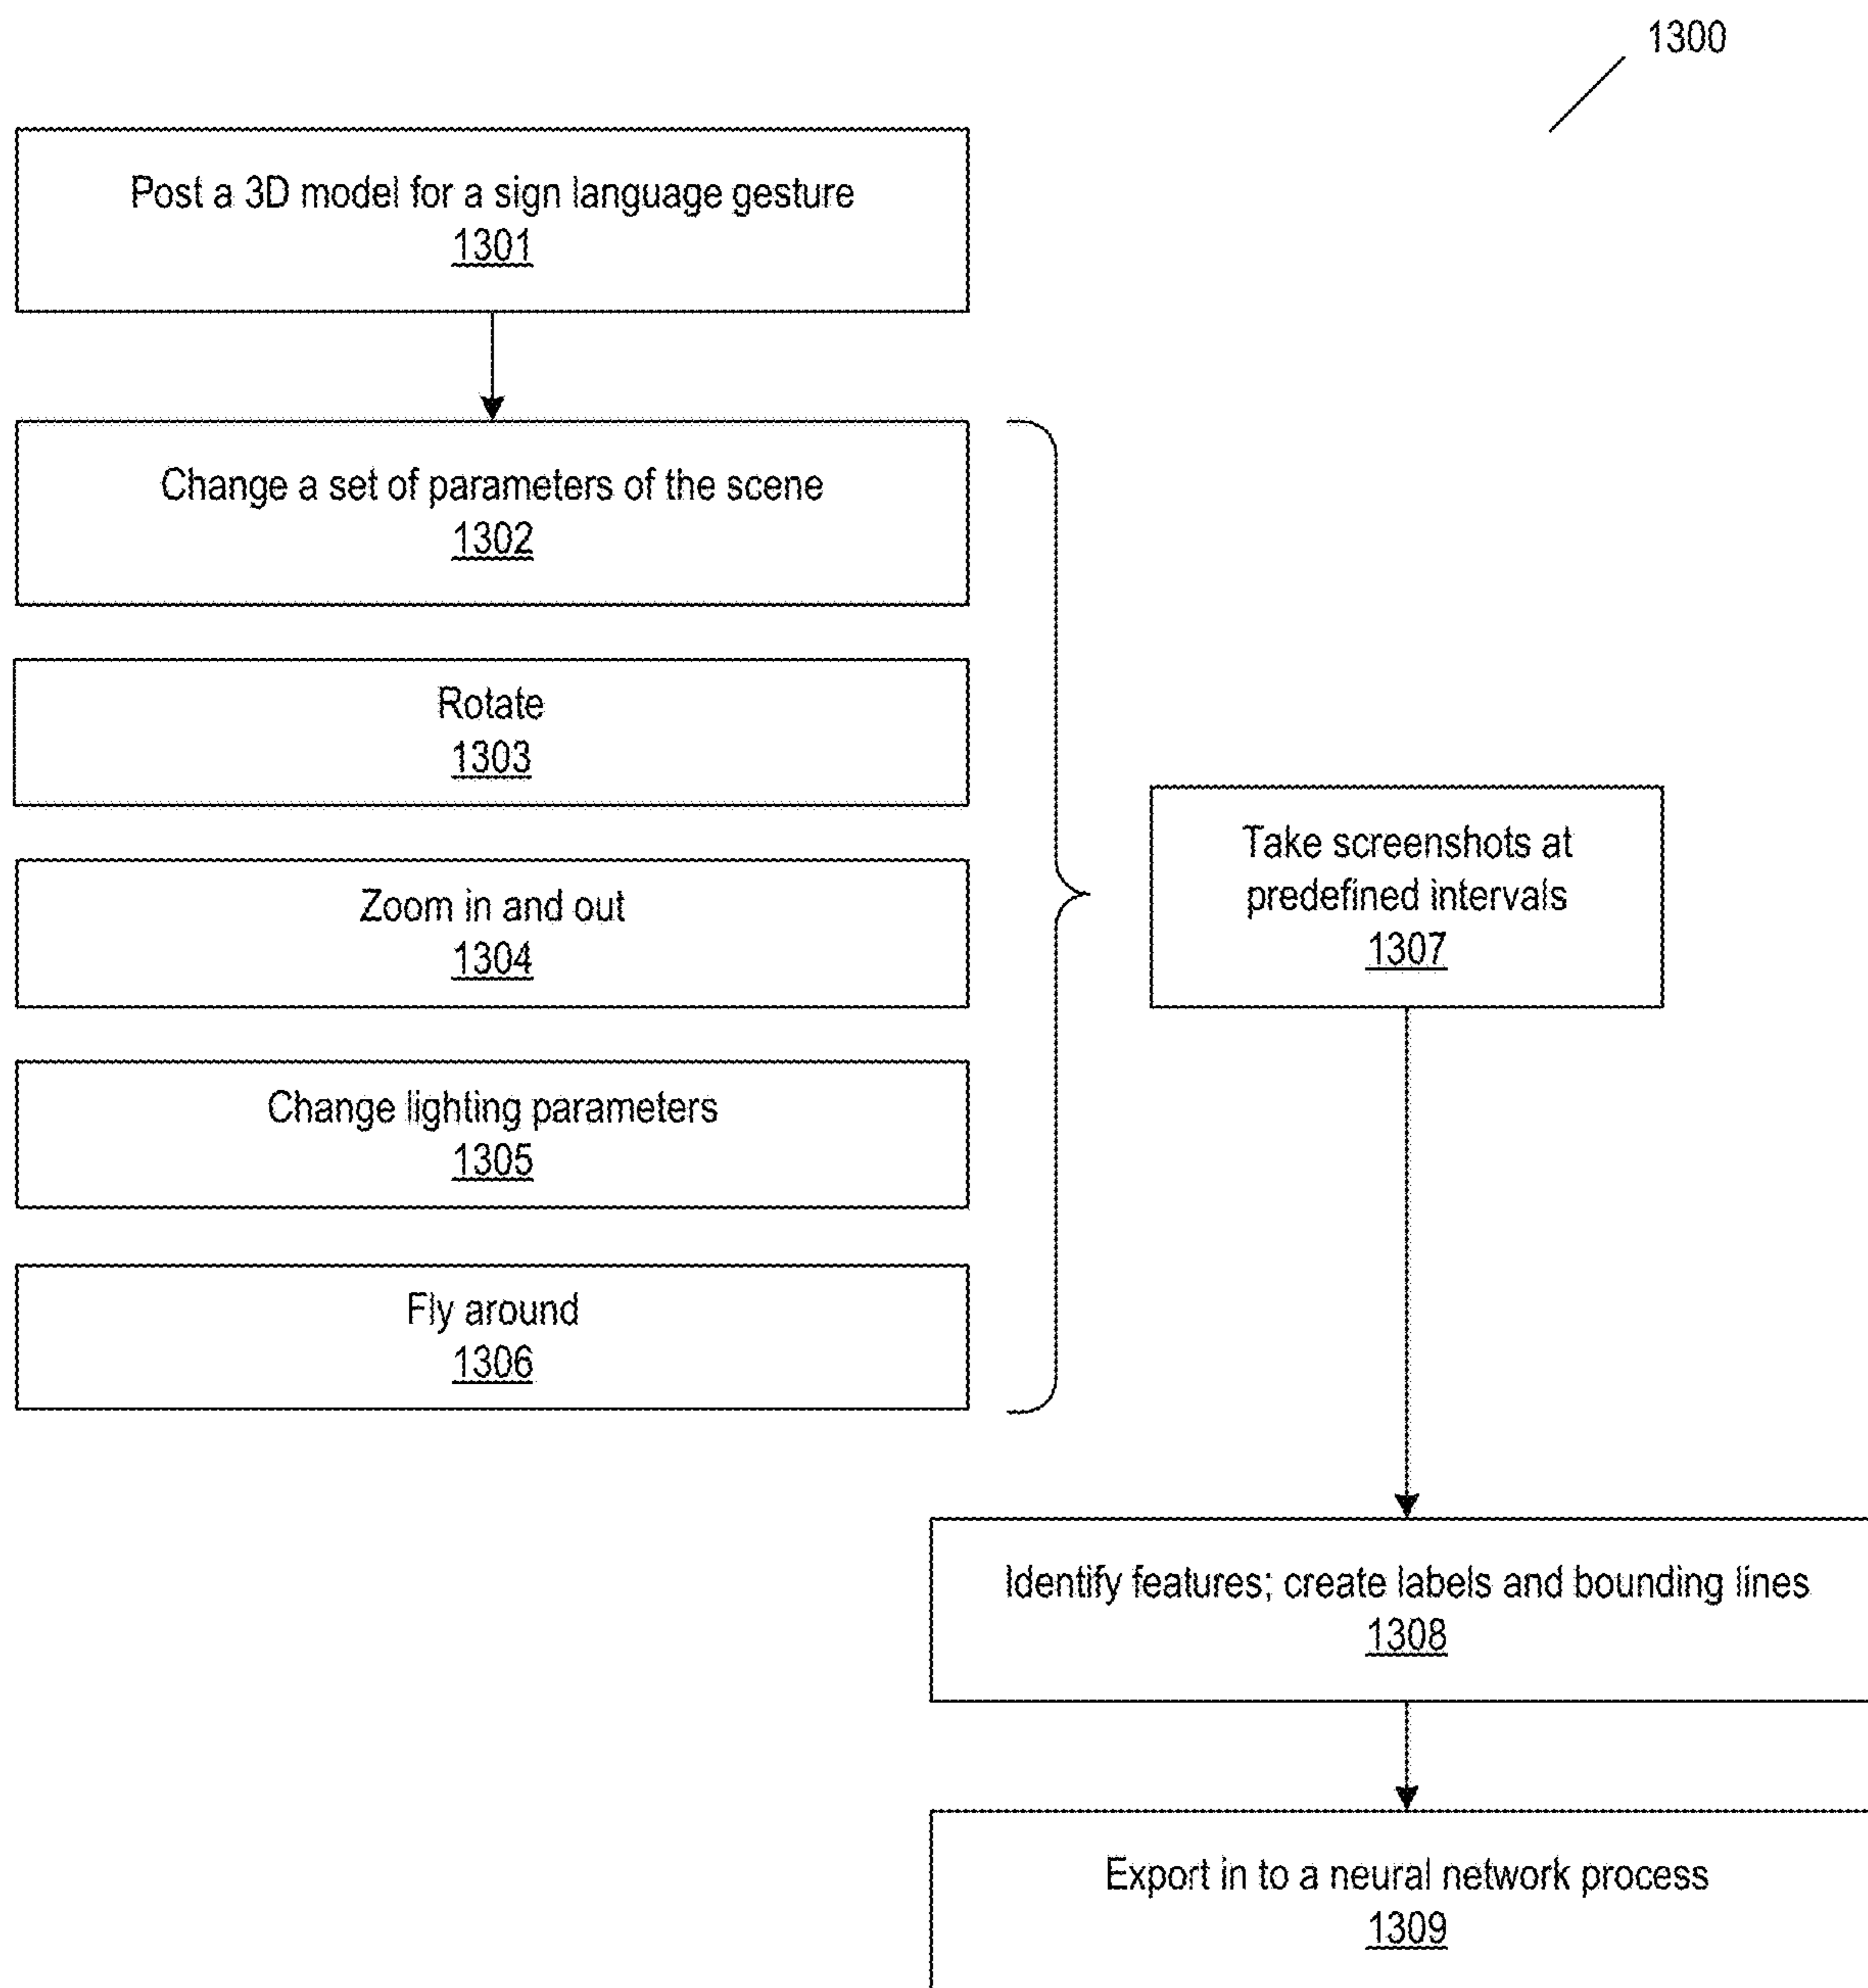 1300
Post a 3D model for a sign language gesture
1301
Change a set of parameters of the scene
1302
Rotate
1303
Zoom in and out
1304
Change lighting parameters
1305
Fly around
1306
Take screenshots at
predefined intervals
1307
Identify features; create labels and bounding lines
1308
Export in to a neural network process
1309